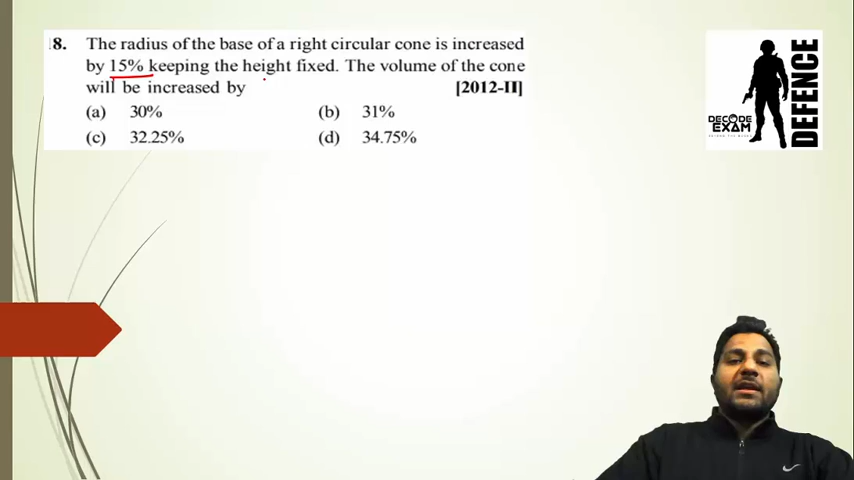 8. The radius of the base of a right circular cone is increased
by 15% keeping the height fixed. The volume of the cone
will be increased by [2012-II]
(a) 30% (b) 31%
(c) 32.25% (d) 34.75%
DECODE
EXAM
DEFENCE